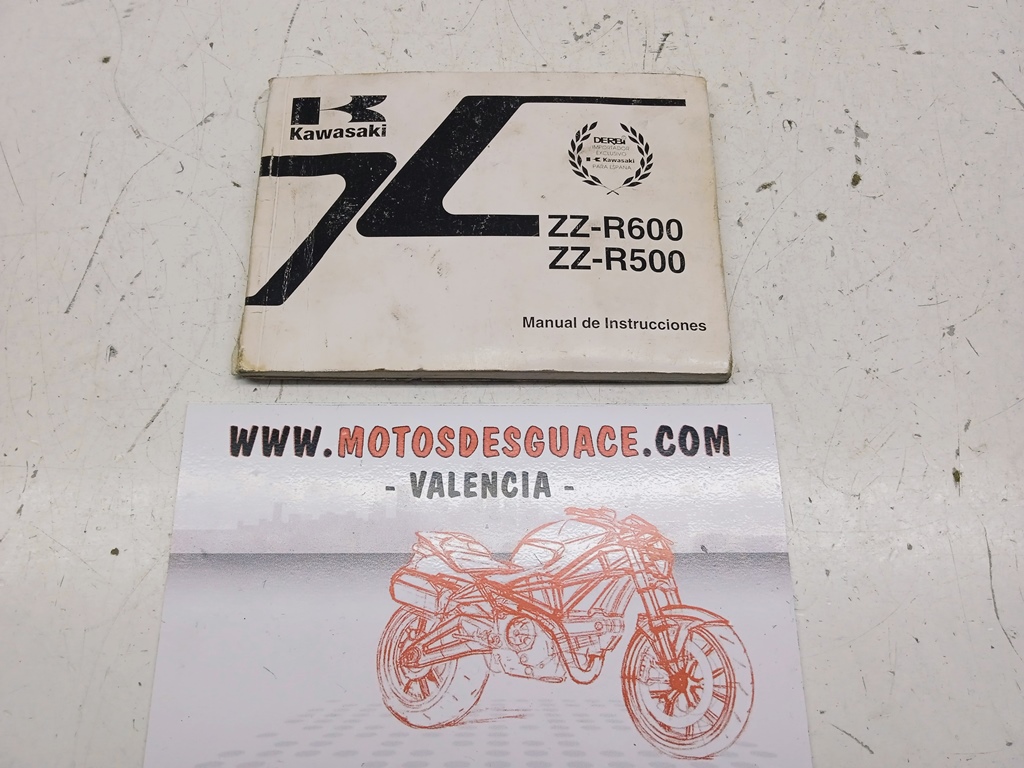 Kawasaki
DERBI
IMPORTADOR
EXCLUSIVO
Kawasaki
PARA ESPAÑA
ZZ-R600
ZZ-R500
Manual de Instrucciones
WWW.MOTOSDESGUACE.COM
- VALENCIA -